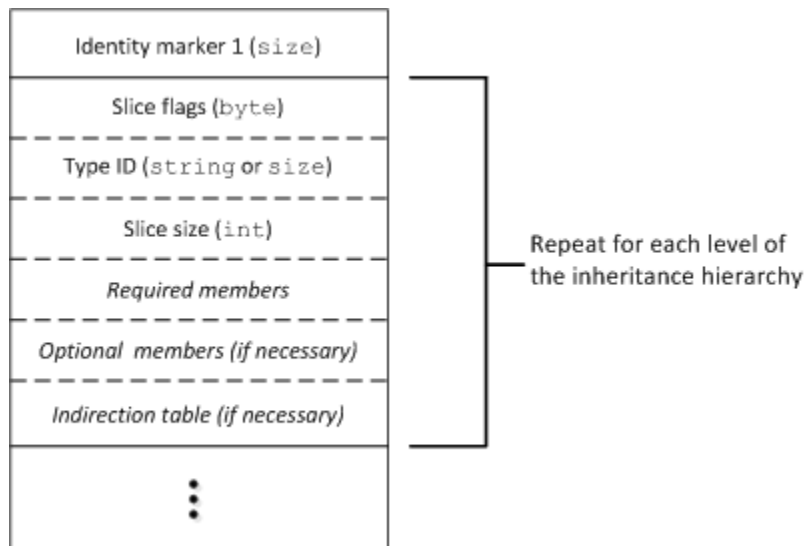 Identity marker 1 (size)
Slice flags (byte)
Type ID (string or size)
Slice size (int)
Required members
Optional members (if necessary)
Indirection table (if necessary)
Repeat for each level of
the inheritance hierarchy